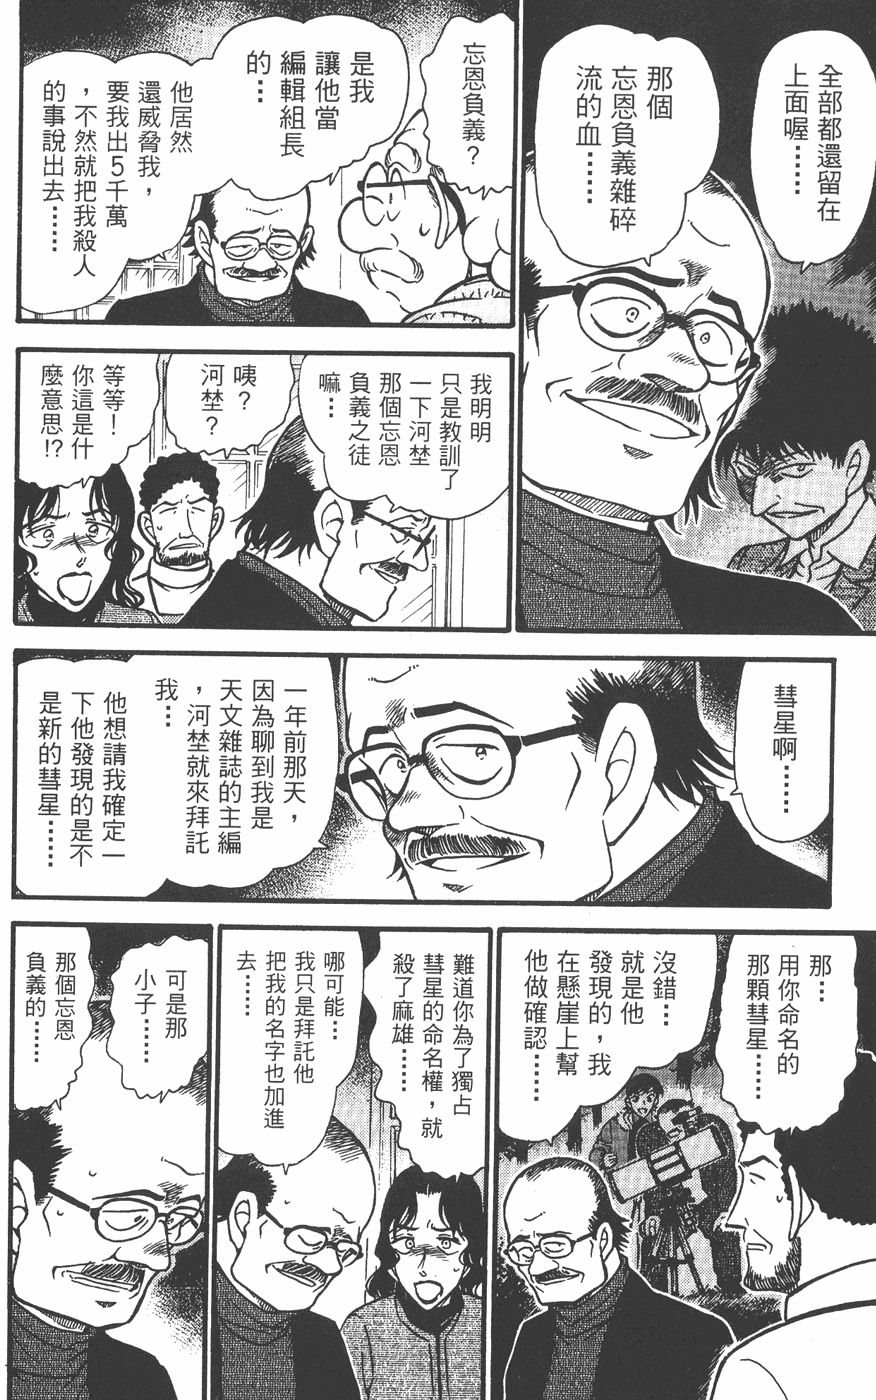 全部都還留在
上面喔……
那個
忘恩負義雜碎
流的血……
忘恩負義？
是我
讓他當
編輯組長
的…
他居然
還威脅我，
要我出5千萬
，不然就把我殺人
的事說出去……
我明明
只是教訓了
一下河埜
那個忘恩
負義之徒
嘛…
咦？
河埜？
等等！
你這是什
麼意思!?
彗星啊……
一年前那天，
因為聊到我是
天文雜誌的主編
，河埜就來拜託
我…
他想請我確定一
下他發現的是不
是新的彗星……
那…
用你命名的
那顆彗星…
沒錯…
就是他
發現的，我
在懸崖上幫
他做確認……
難道你為了獨占
彗星的命名權，就
殺了麻雄……
哪可能…
我只是拜託他
把我的名字也加進
去……
可是那
小子……
那個忘恩
負義的……